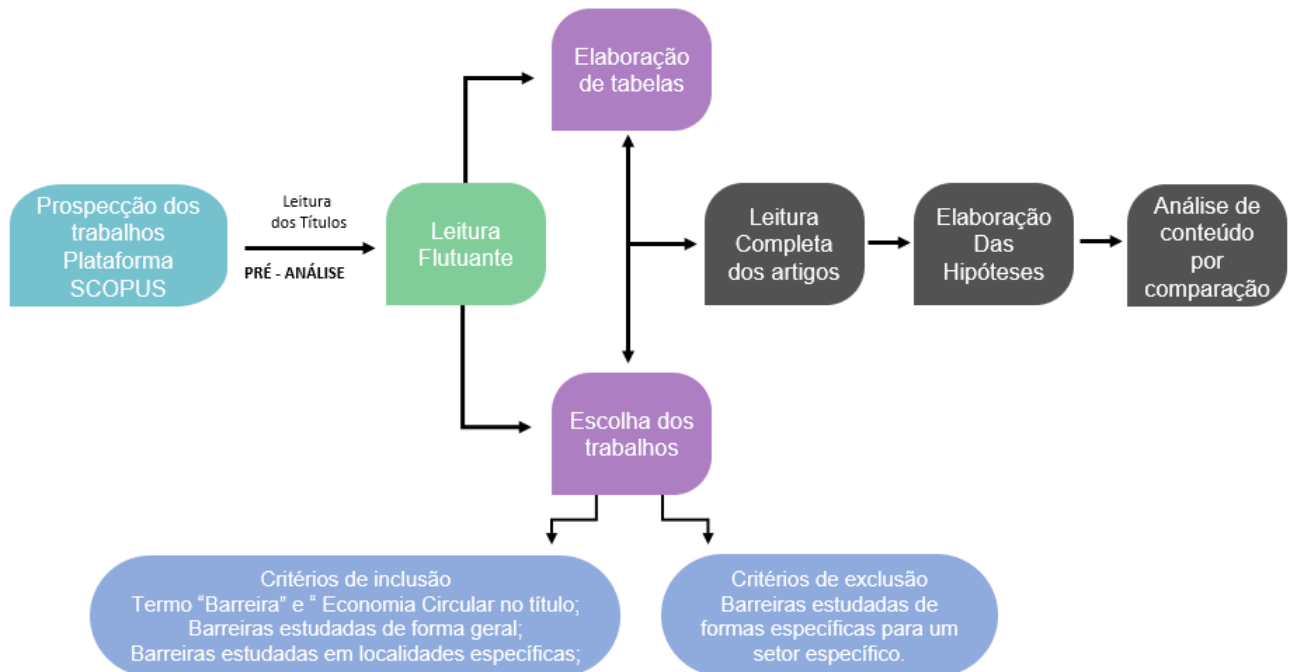 Elaboração
de tabelas
Prospecção dos
trabalhos
Plataforma
SCOPUS
Leitura
dos Títulos
PRÉ - ANÁLISE
Leitura
Flutuante
Leitura
Completa
dos artigos
Elaboração
Das
Hipóteses
Análise de
conteúdo
por
comparação
Escolha dos
trabalhos
Critérios de inclusão
Termo “Barreira” e “ Economia Circular no título;
Barreiras estudadas de forma geral;
Barreiras estudadas em localidades específicas;
Critérios de exclusão
Barreiras estudadas de
formas específicas para um
setor específico.